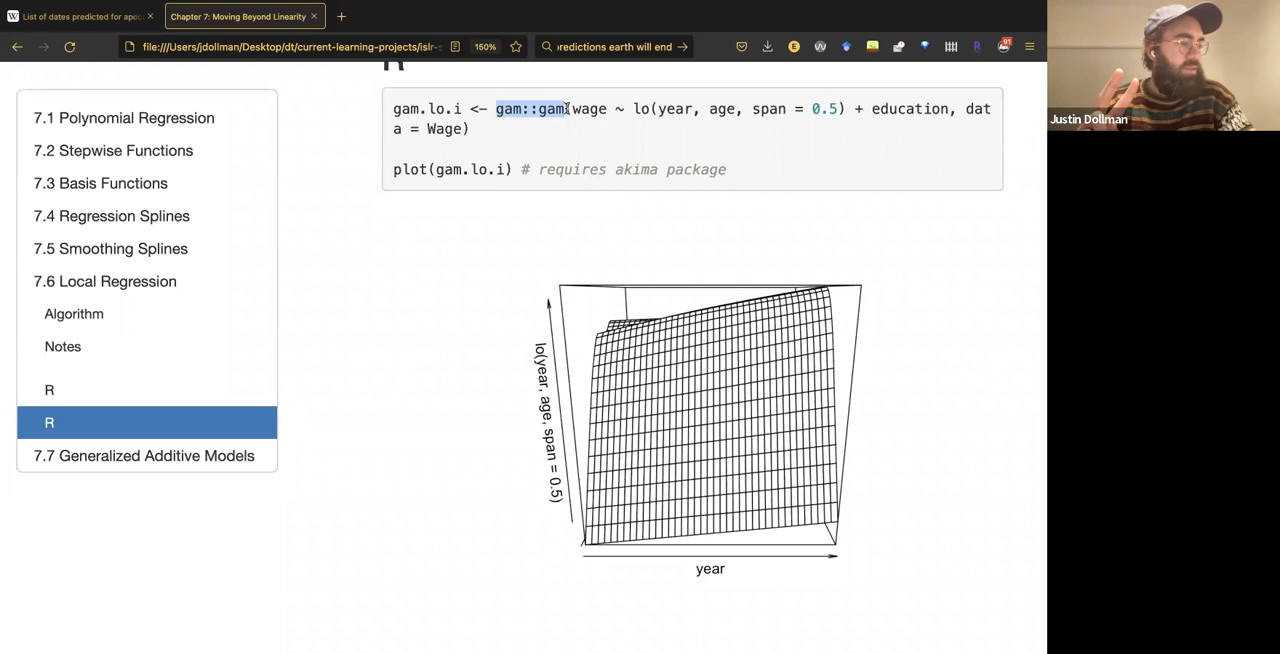 List of dates predicted for apoc
Chapter 7: Moving Beyond Linearity
file:///Users/jdollman/Desktop/dt/current-learning-projects/islr-s
150%
redictions earth will end
91
Justin Dollman
R
7.1 Polynomial Regression
7.2 Stepwise Functions
7.3 Basis Functions
7.4 Regression Splines
7.5 Smoothing Splines
7.6 Local Regression
Algorithm
Notes
R
R
7.7 Generalized Additive Models
gam.lo.i <- gam::gam(wage ~ lo(year, age, span = 0.5) + education, dat
a = Wage)
plot(gam.lo.i) # requires akima package
lo(year, age, span = 0.5)
year